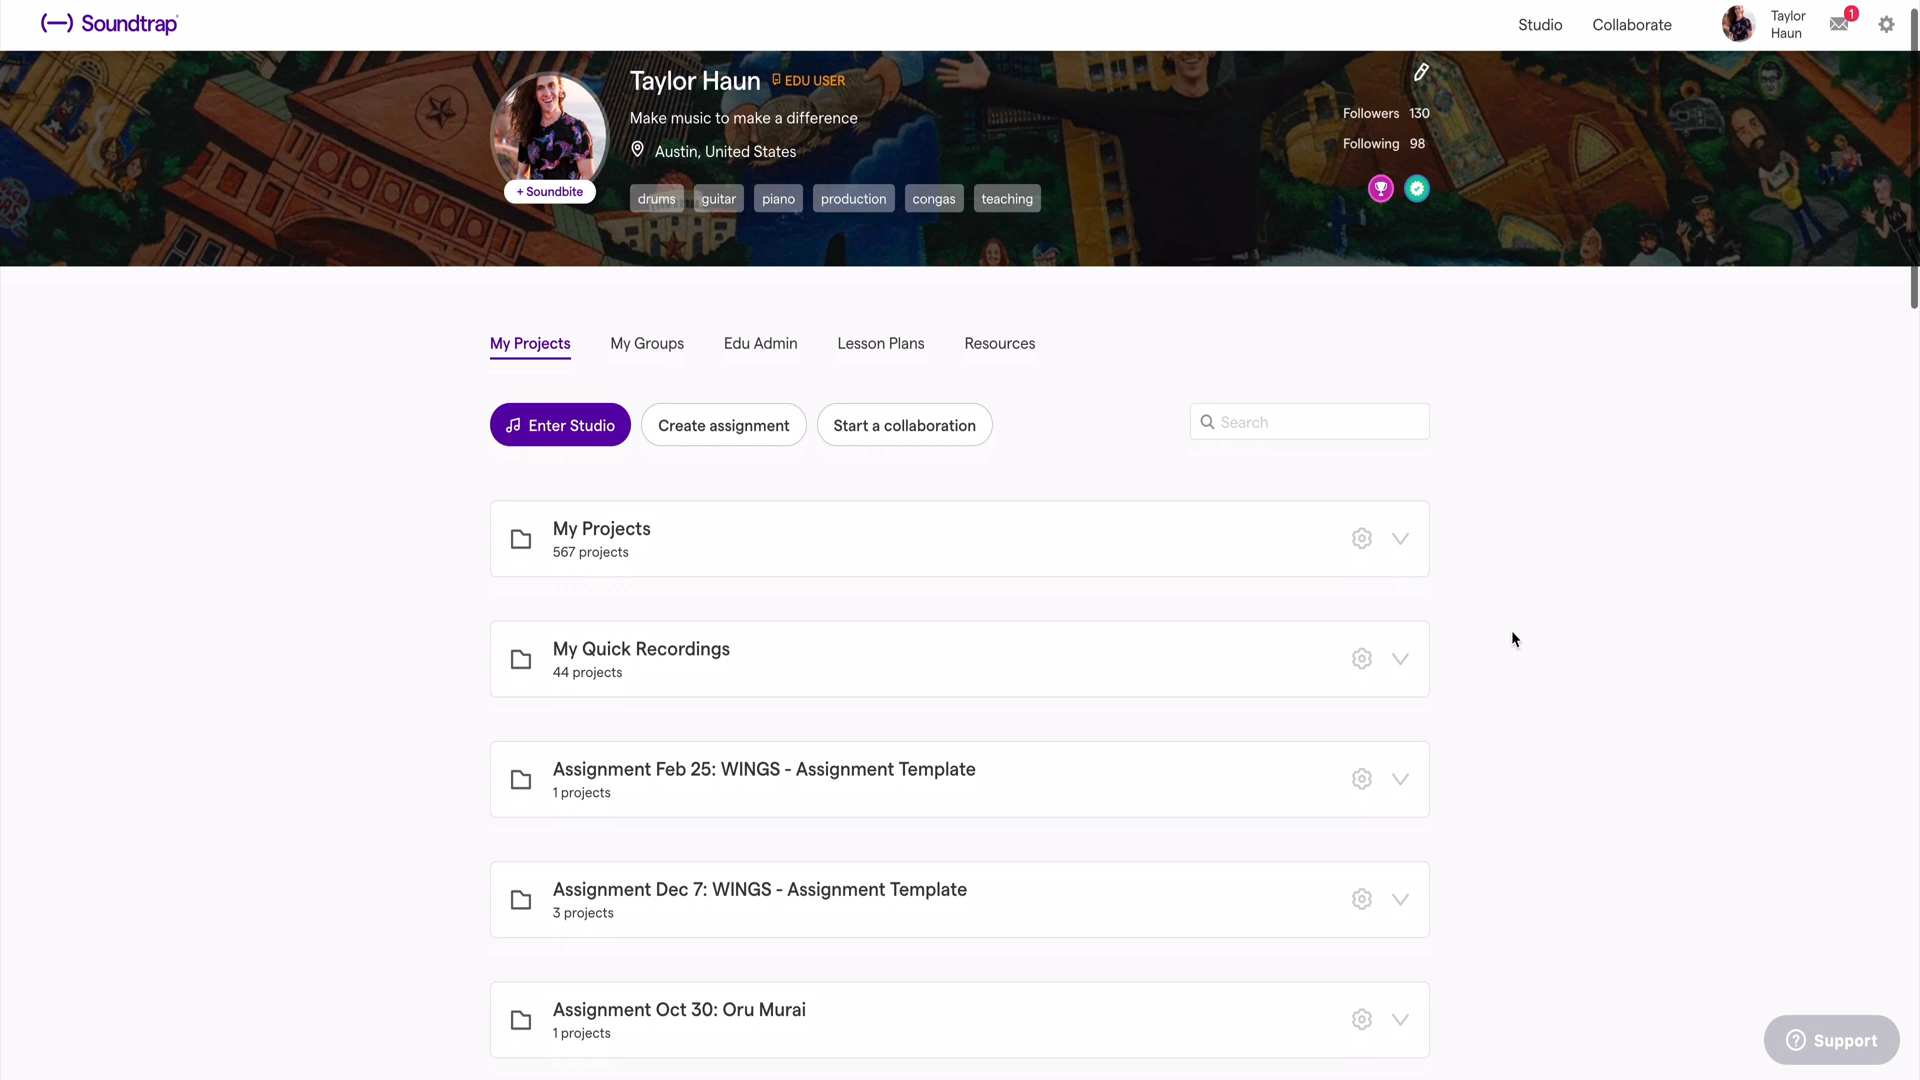 Soundtrap
Studio
Collaborate
Taylor
Haun
1
Taylor Haun
EDU USER
Make music to make a difference
Austin, United States
+ Soundbite
drums
guitar
piano
production
congas
teaching
Followers 130
Following 98
My Projects
My Groups
Edu Admin
Lesson Plans
Resources
Enter Studio
Create assignment
Start a collaboration
Search
My Projects
567 projects
My Quick Recordings
44 projects
Assignment Feb 25: WINGS - Assignment Template
1 projects
Assignment Dec 7: WINGS - Assignment Template
3 projects
Assignment Oct 30: Oru Murai
1 projects
Support